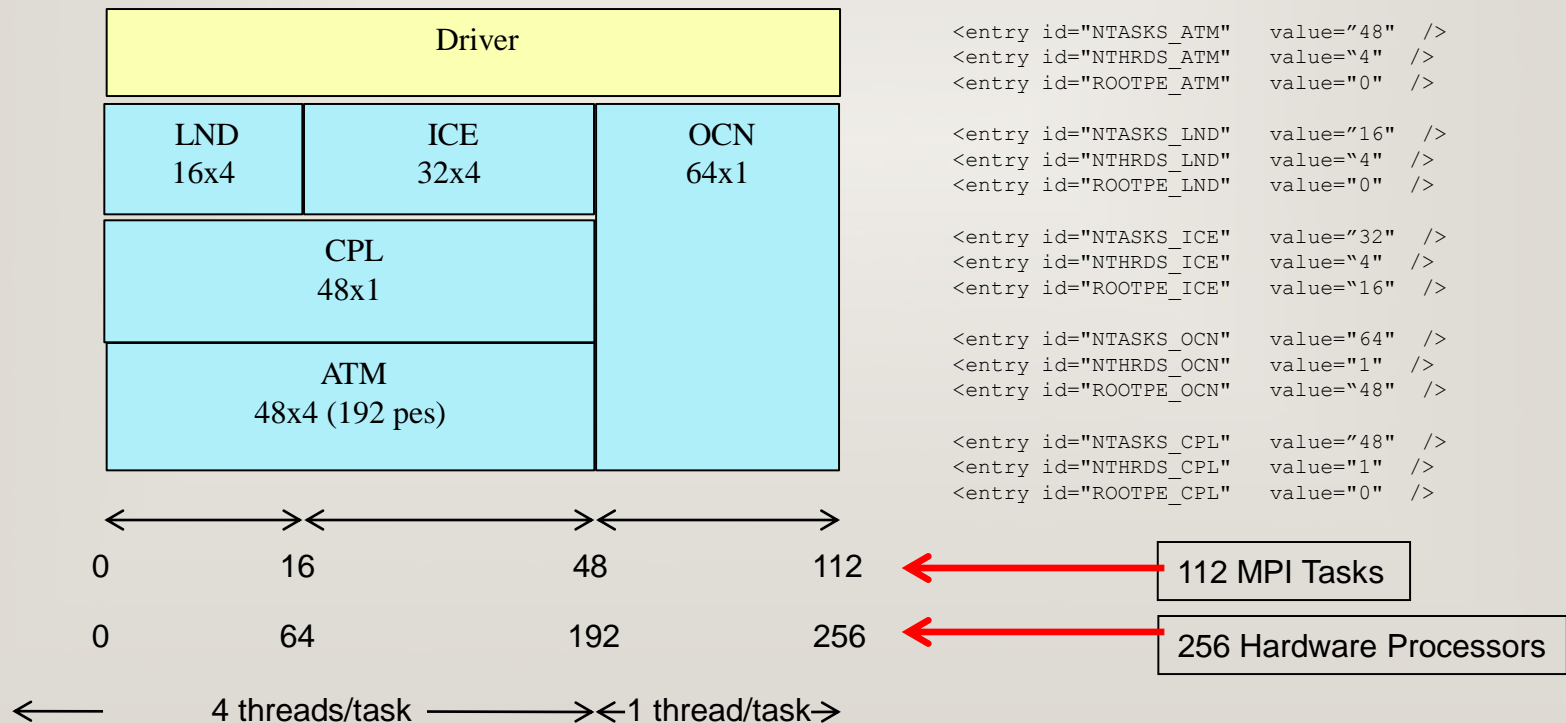 Driver
LND
16x4
ICE
32x4
OCN
64x1
CPL
48x1
ATM
48x4 (192 pes)
0 16 48 112
0 64 192 256
4 threads/task 1 thread/task
<entry id="NTASKS_ATM" value=”48" />
<entry id="NTHRDS_ATM" value=“4" />
<entry id="ROOTPE_ATM" value="0" />
<entry id="NTASKS_LND" value=”16" />
<entry id="NTHRDS_LND" value=“4" />
<entry id="ROOTPE_LND" value="0" />
<entry id="NTASKS_ICE" value=”32" />
<entry id="NTHRDS_ICE" value=“4" />
<entry id="ROOTPE_ICE" value=“16" />
<entry id="NTASKS_OCN" value="64" />
<entry id="NTHRDS_OCN" value="1" />
<entry id="ROOTPE_OCN" value=“48" />
<entry id="NTASKS_CPL" value=”48" />
<entry id="NTHRDS_CPL" value="1" />
<entry id="ROOTPE_CPL" value="0" />
112 MPI Tasks
256 Hardware Processors